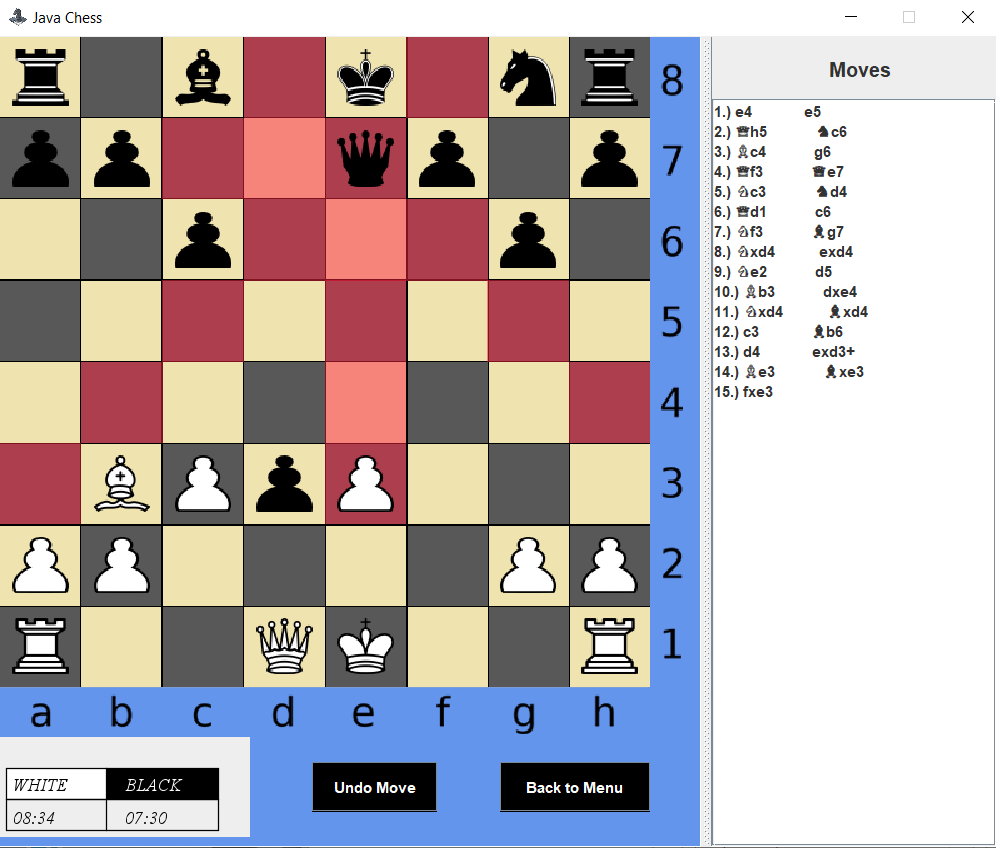 Java Chess
8
7
6
5
4
3
2
1
a b c d e f g h
WHITE BLACK
08:34 07:30
Undo Move
Back to Menu
Moves
1.) e4 e5
2.) ♕h5 ♞c6
3.) ♗c4 g6
4.) ♕f3 ♕e7
5.) ♘c3 ♞d4
6.) ♕d1 c6
7.) ♘f3 ♝g7
8.) ♘xd4 exd4
9.) ♘e2 d5
10.) ♗b3 dxe4
11.) ♘xd4 ♝xd4
12.) c3 ♝b6
13.) d4 exd3+
14.) ♗e3 ♝xe3
15.) fxe3